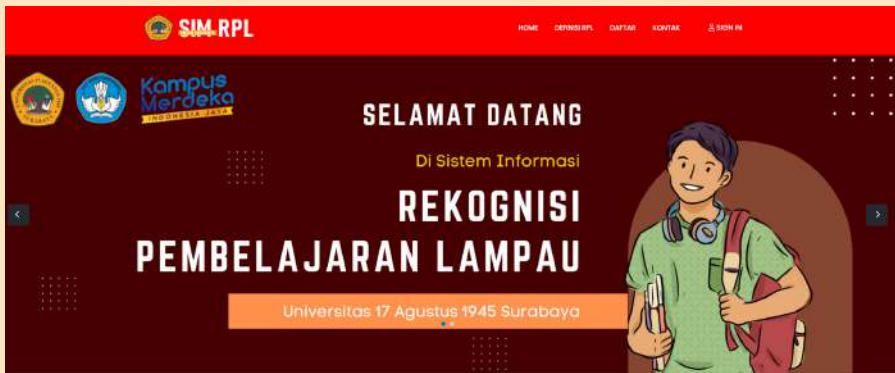 SIM-RPL
HOME DEFINISI RPL DAFTAR KONTAK SIGN IN
Kampus
Merdeka
INDONESIA JAYA
SELAMAT DATANG
Di Sistem Informasi
REKOGNISI
PEMBELAJARAN LAMPAU
Universitas 17 Agustus 1945 Surabaya